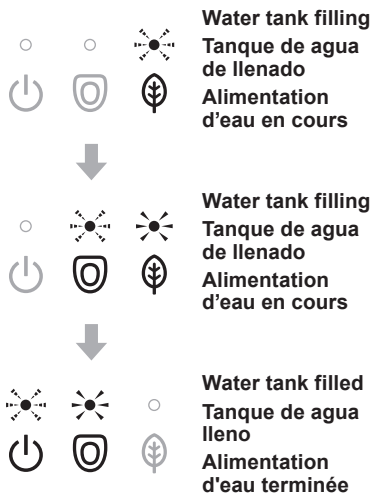 Water tank filling
Tanque de agua
de llenado
Alimentation
d’eau en cours
Water tank filling
Tanque de agua
de llenado
Alimentation
d’eau en cours
Water tank filled
Tanque de agua
lleno
Alimentation
d'eau terminée